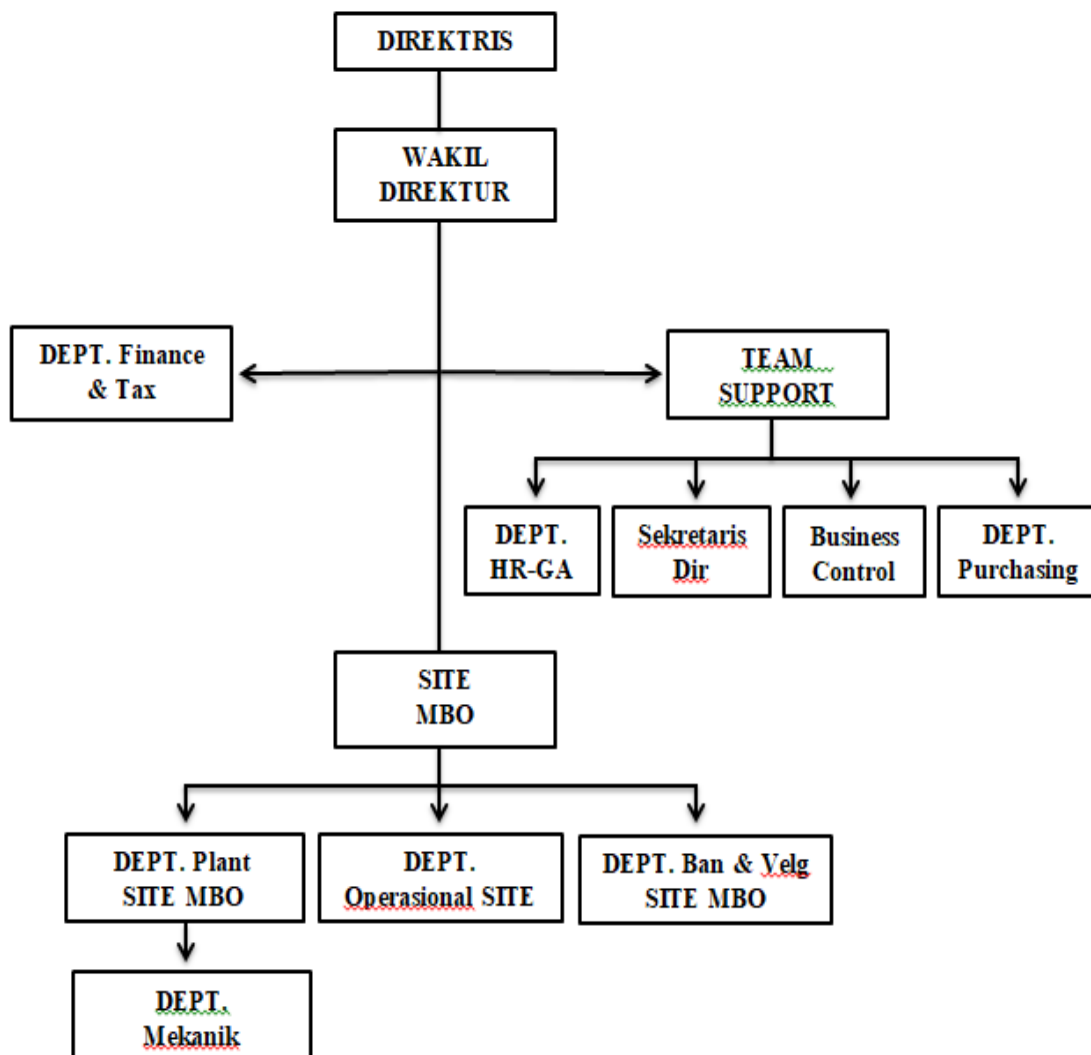 DIREKTRIS
WAKIL
DIREKTUR
DEPT. Finance
& Tax
TEAM
SUPPORT
DEPT.
HR-GA
Sekretaris
Dir
Business
Control
DEPT.
Purchasing
SITE
MBO
DEPT. Plant
SITE MBO
DEPT.
Operasional SITE
DEPT. Ban & Velg
SITE MBO
DEPT.
Mekanik